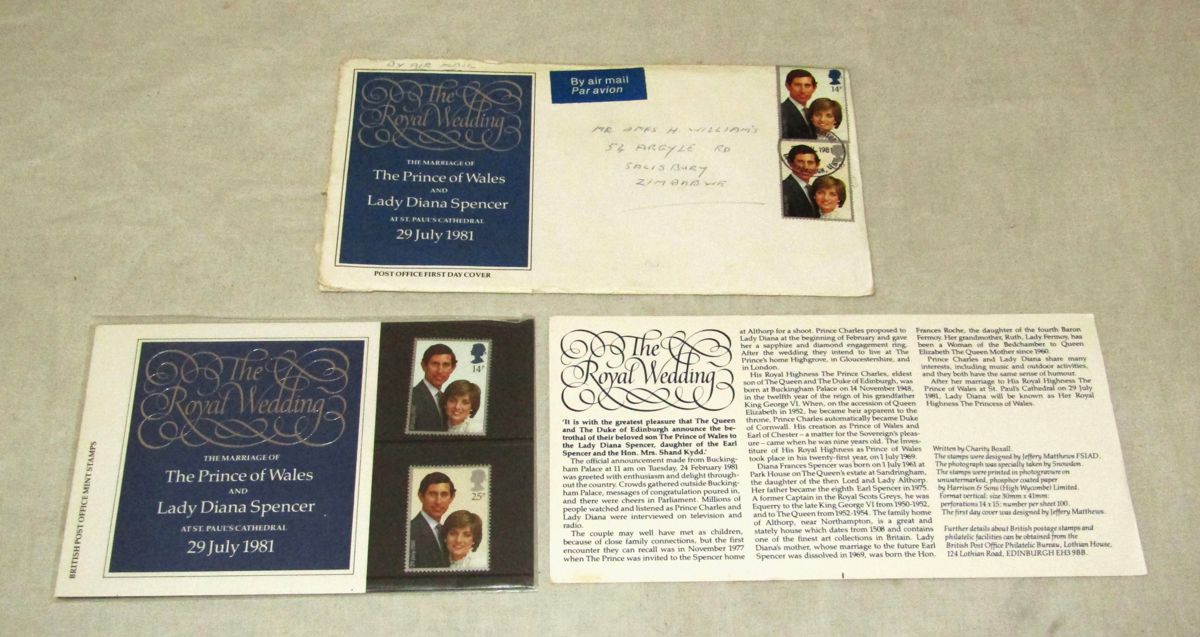 BY AIR MAIL
The
Royal Wedding
THE MARRIAGE OF
The Prince of Wales
AND
Lady Diana Spencer
AT ST. PAUL'S CATHEDRAL
29 July 1981
POST OFFICE FIRST DAY COVER
By air mail
Par avion
MR
H. WILLIAM'S
54 ARGYLE RD
SALISBURY
ZIMBABWE
14P
1981
BRITISH POST OFFICE MINT STAMPS
The
Royal Wedding
THE MARRIAGE OF
The Prince of Wales
AND
Lady Diana Spencer
AT ST. PAUL'S CATHEDRAL
29 July 1981
14P
25P
The
Royal Wedding
'It is with the greatest pleasure that The Queen
and The Duke of Edinburgh announce the be-
trothal of their beloved son The Prince of Wales to
the Lady Diana Spencer, daughter of the Earl
Spencer and the Hon. Mrs. Shand Kydd.'
The official announcement made from Bucking-
ham Palace at 11 am on Tuesday, 24 February 1981
was greeted with enthusiasm and delight through-
out the country. Crowds gathered outside Bucking-
ham Palace, messages of congratulation poured in,
and there were cheers in Parliament. Millions of
people watched and listened as Prince Charles and
Lady Diana were interviewed on television and
radio.
The couple may well have met as children,
because of close family connections, but the first
encounter they can recall was in November 1977
when The Prince was invited to the Spencer home
at Althorp for a shoot. Prince Charles proposed to
Lady Diana at the beginning of February and gave
her a sapphire and diamond engagement ring.
After the wedding they intend to live at The
Prince's home Highgrove, in Gloucestershire, and
in London.
His Royal Highness The Prince Charles, eldest
son of The Queen and The Duke of Edinburgh, was
born at Buckingham Palace on 14 November 1948,
in the twelfth year of the reign of his grandfather
King George VI. When, on the accession of Queen
Elizabeth in 1952, he became heir apparent to the
throne, Prince Charles automatically became Duke
of Cornwall. His creation as Prince of Wales and
Earl of Chester – a matter for the Sovereign's pleas-
ure – came when he was nine years old. The Inves-
titure of His Royal Highness as Prince of Wales
took place in his twenty-first year, on 1 July 1969.
Diana Frances Spencer was born on 1 July 1961 at
Park House on The Queen's estate at Sandringham,
the daughter of the then Lord and Lady Althorp.
Her father became the eighth Earl Spencer in 1975.
A former Captain in the Royal Scots Greys, he was
Equerry to the late King George VI from 1950-1952,
and to The Queen from 1952-1954. The family home
of Althorp, near Northampton, is a great and
stately house which dates from 1508 and contains
one of the finest art collections in Britain. Lady
Diana's mother, whose marriage to the future Earl
Spencer was dissolved in 1969, was born the Hon.
Frances Roche, the daughter of the fourth Baron
Fermoy. Her grandmother, Ruth, Lady Fermoy, has
been a Woman of the Bedchamber to Queen
Elizabeth The Queen Mother since 1960.
Prince Charles and Lady Diana share many
interests, including music and outdoor activities,
and they both have the same sense of humour.
After her marriage to His Royal Highness The
Prince of Wales at St. Paul's Cathedral on 29 July
1981, Lady Diana will be known as Her Royal
Highness The Princess of Wales.
Written by Charity Boxall.
The stamps were designed by Jeffery Matthews FSIAD.
The photograph was specially taken by Snowdon.
The stamps were printed in photogravure on
unwatermarked, phosphor coated paper
by Harrison & Sons (High Wycombe) Limited.
Format vertical: size 30mm x 41mm:
perforations 14 x 15: number per sheet 100.
The first day cover was designed by Jeffery Matthews.
Further details about British postage stamps and
philatelic facilities can be obtained from the
British Post Office Philatelic Bureau, Lothian House,
124 Lothian Road, EDINBURGH EH3 9BB.